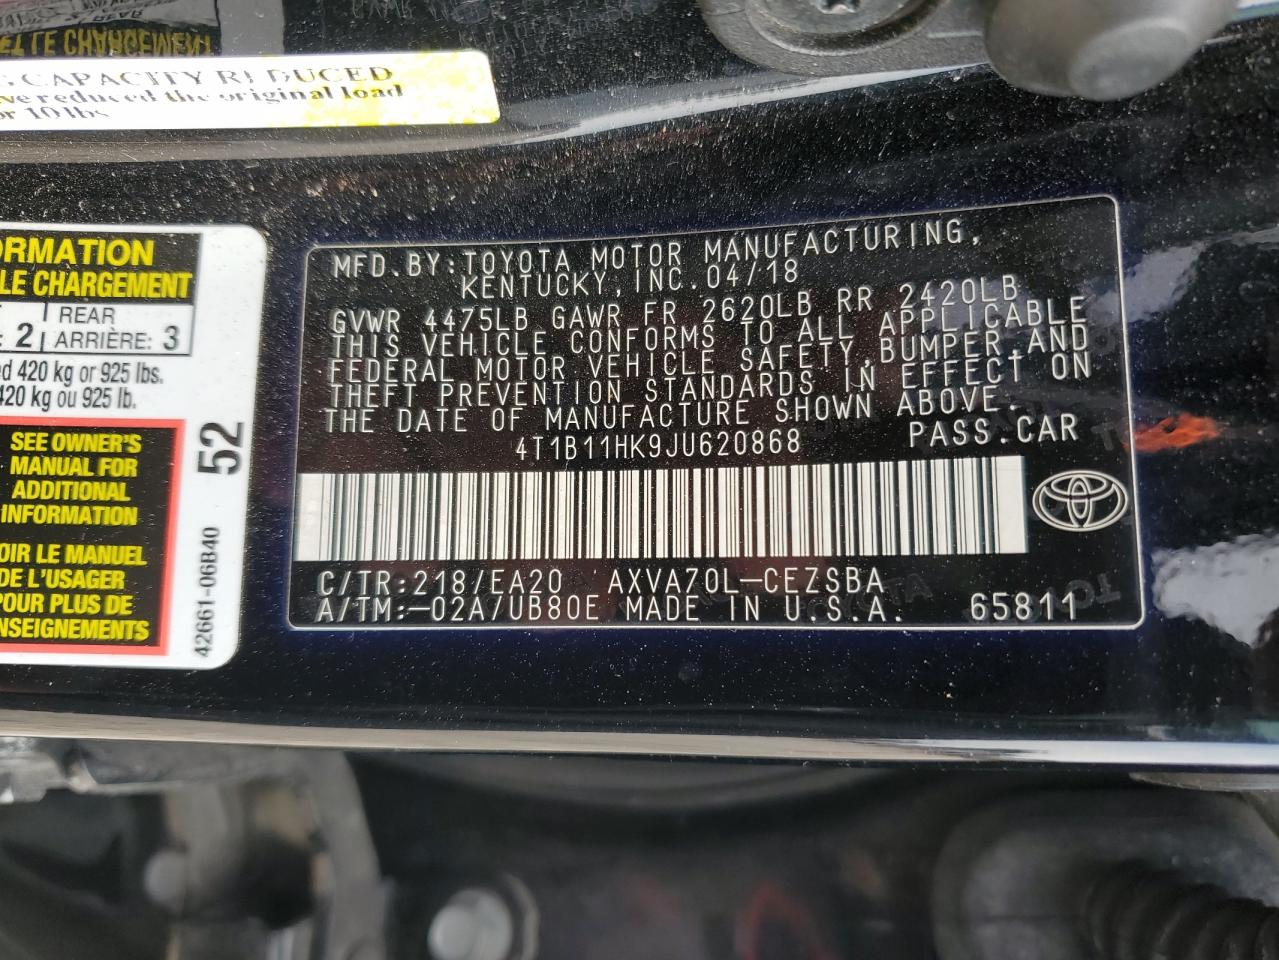 LE CHARGEMENT
CAPACITY REDUCED
reduced the original load
10 lbs
ORMATION
LE CHARGEMENT
2
REAR
ARRIÈRE: 3
420 kg or 925 lbs.
420 kg ou 925 lb.
SEE OWNER'S
MANUAL FOR
ADDITIONAL
INFORMATION
OIR LE MANUEL
DE L'USAGER
POUR PLUS DE
NSEIGNEMENTS
52
42661-06B40
MFD.BY:TOYOTA MOTOR MANUFACTURING,
KENTUCKY, INC. 04/18
GVWR 4475LB GAWR FR 2620LB RR 2420LB
THIS VEHICLE CONFORMS TO ALL APPLICABLE
FEDERAL MOTOR VEHICLE SAFETY,BUMPER,AND
THEFT PREVENTION STANDARDS IN EFFECT ON
THE DATE OF MANUFACTURE SHOWN ABOVE.
4T1B11HK9JU620868 PASS.CAR
C/TR:218/EA20 AXVA70L-CEZSBA
A/TM:-02A/UB80E MADE IN U.S.A. 65811